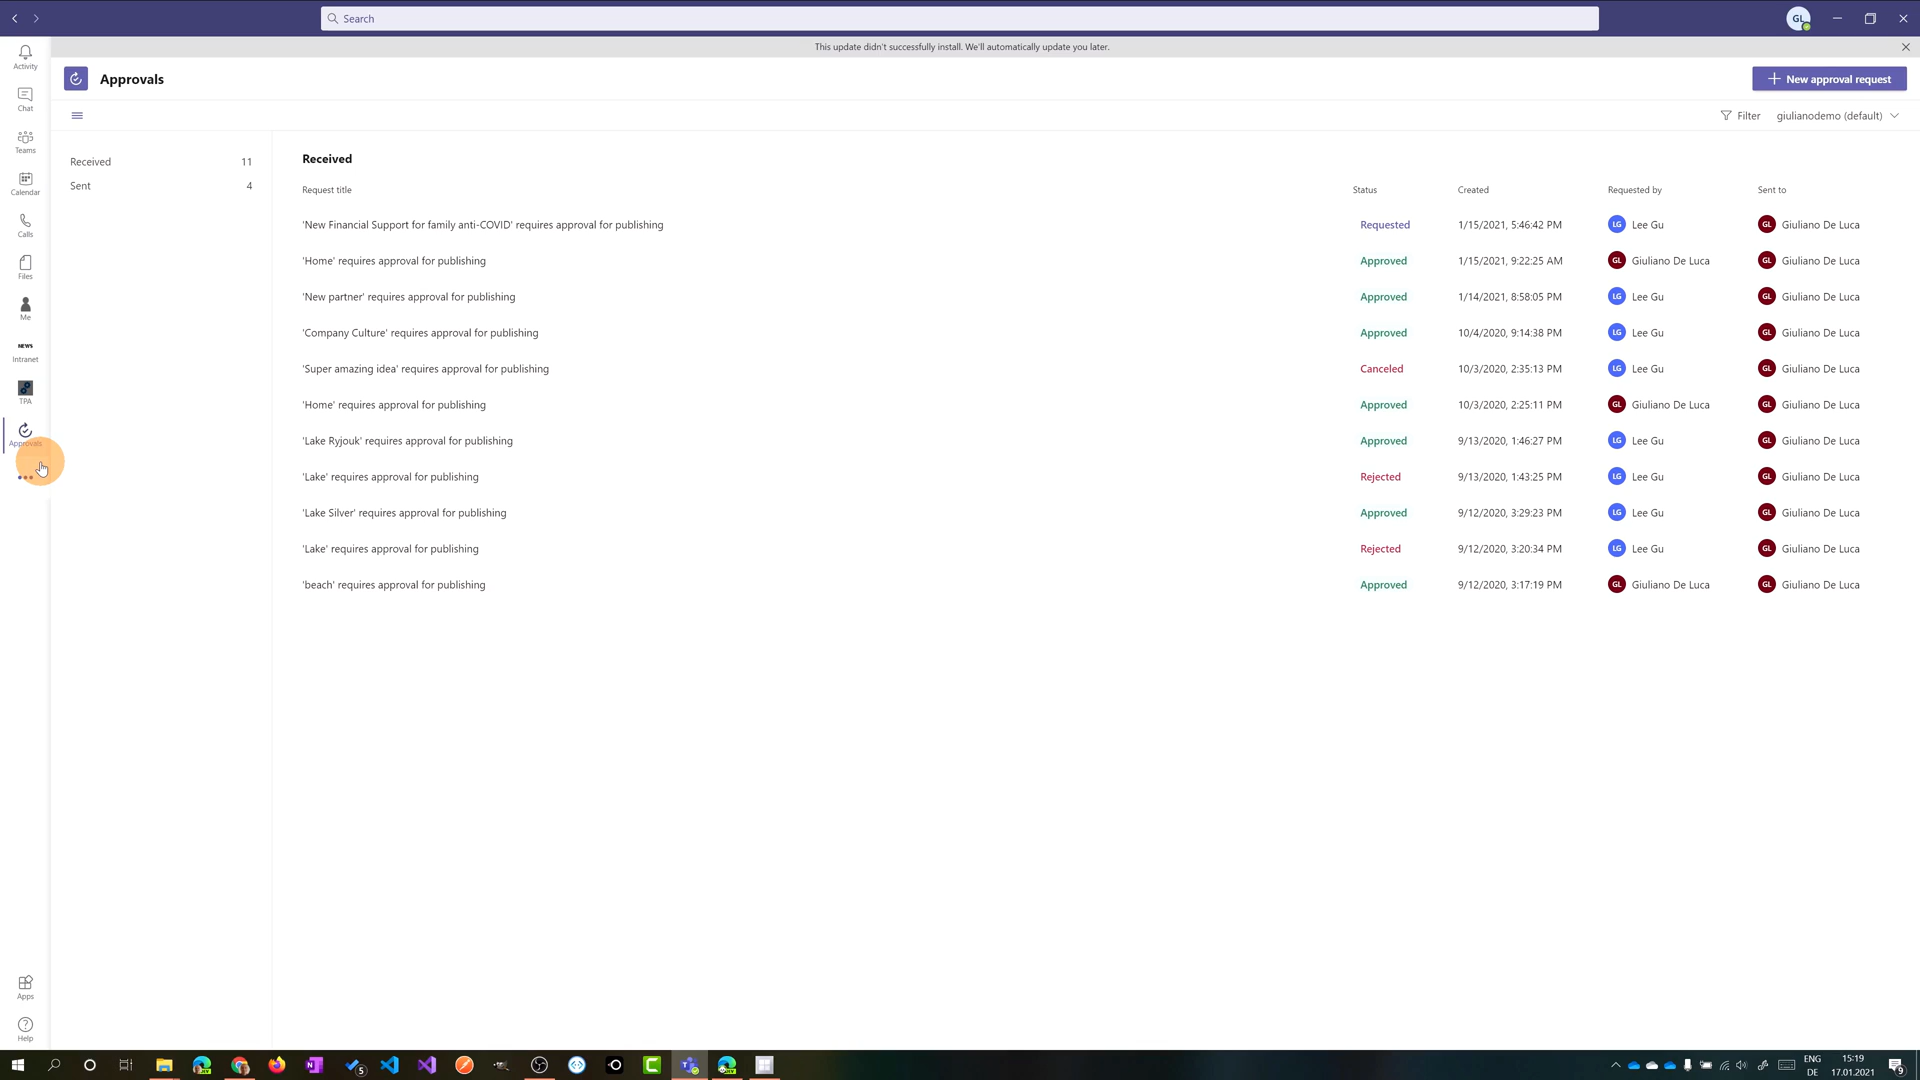 Search
GL
This update didn't successfully install. We'll automatically update you later.
Activity
Chat
Teams
Calendar
Calls
Files
Me
NEWS
Intranet
TPA
Approvals
Apps
Help
Approvals
New approval request
Filter giulianodemo (default)
Received 11
Sent 4
Received
Request title Status Created Requested by Sent to
'New Financial Support for family anti-COVID' requires approval for publishing Requested 1/15/2021, 5:46:42 PM LG Lee Gu GL Giuliano De Luca
'Home' requires approval for publishing Approved 1/15/2021, 9:22:25 AM GL Giuliano De Luca GL Giuliano De Luca
'New partner' requires approval for publishing Approved 1/14/2021, 8:58:05 PM LG Lee Gu GL Giuliano De Luca
'Company Culture' requires approval for publishing Approved 10/4/2020, 9:14:38 PM LG Lee Gu GL Giuliano De Luca
'Super amazing idea' requires approval for publishing Canceled 10/3/2020, 2:35:13 PM LG Lee Gu GL Giuliano De Luca
'Home' requires approval for publishing Approved 10/3/2020, 2:25:11 PM GL Giuliano De Luca GL Giuliano De Luca
'Lake Ryjouk' requires approval for publishing Approved 9/13/2020, 1:46:27 PM LG Lee Gu GL Giuliano De Luca
'Lake' requires approval for publishing Rejected 9/13/2020, 1:43:25 PM LG Lee Gu GL Giuliano De Luca
'Lake Silver' requires approval for publishing Approved 9/12/2020, 3:29:23 PM LG Lee Gu GL Giuliano De Luca
'Lake' requires approval for publishing Rejected 9/12/2020, 3:20:34 PM LG Lee Gu GL Giuliano De Luca
'beach' requires approval for publishing Approved 9/12/2020, 3:17:19 PM GL Giuliano De Luca GL Giuliano De Luca
5
ENG
DE
15:19
17.01.2021
9